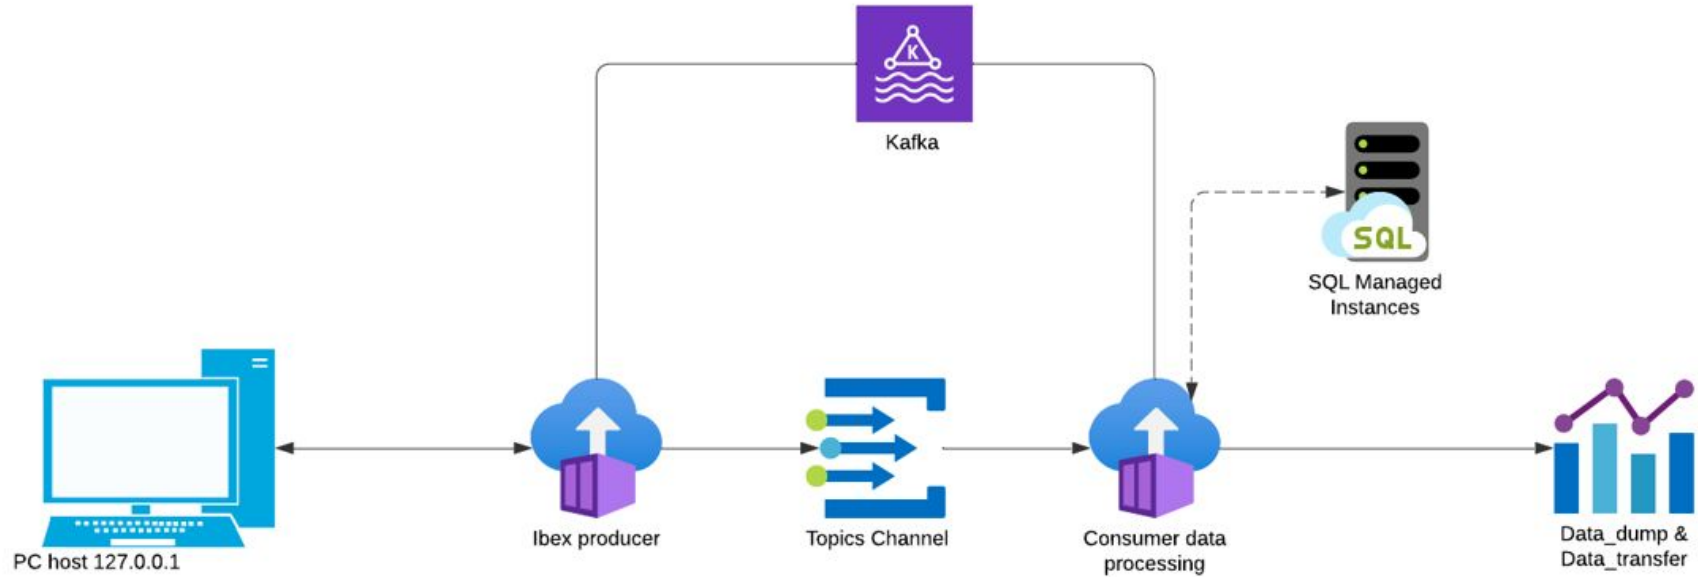 K
Kafka
SQL
SQL Managed
Instances
PC host 127.0.0.1
Ibex producer
Topics Channel
Consumer data
processing
Data_dump &
Data_transfer